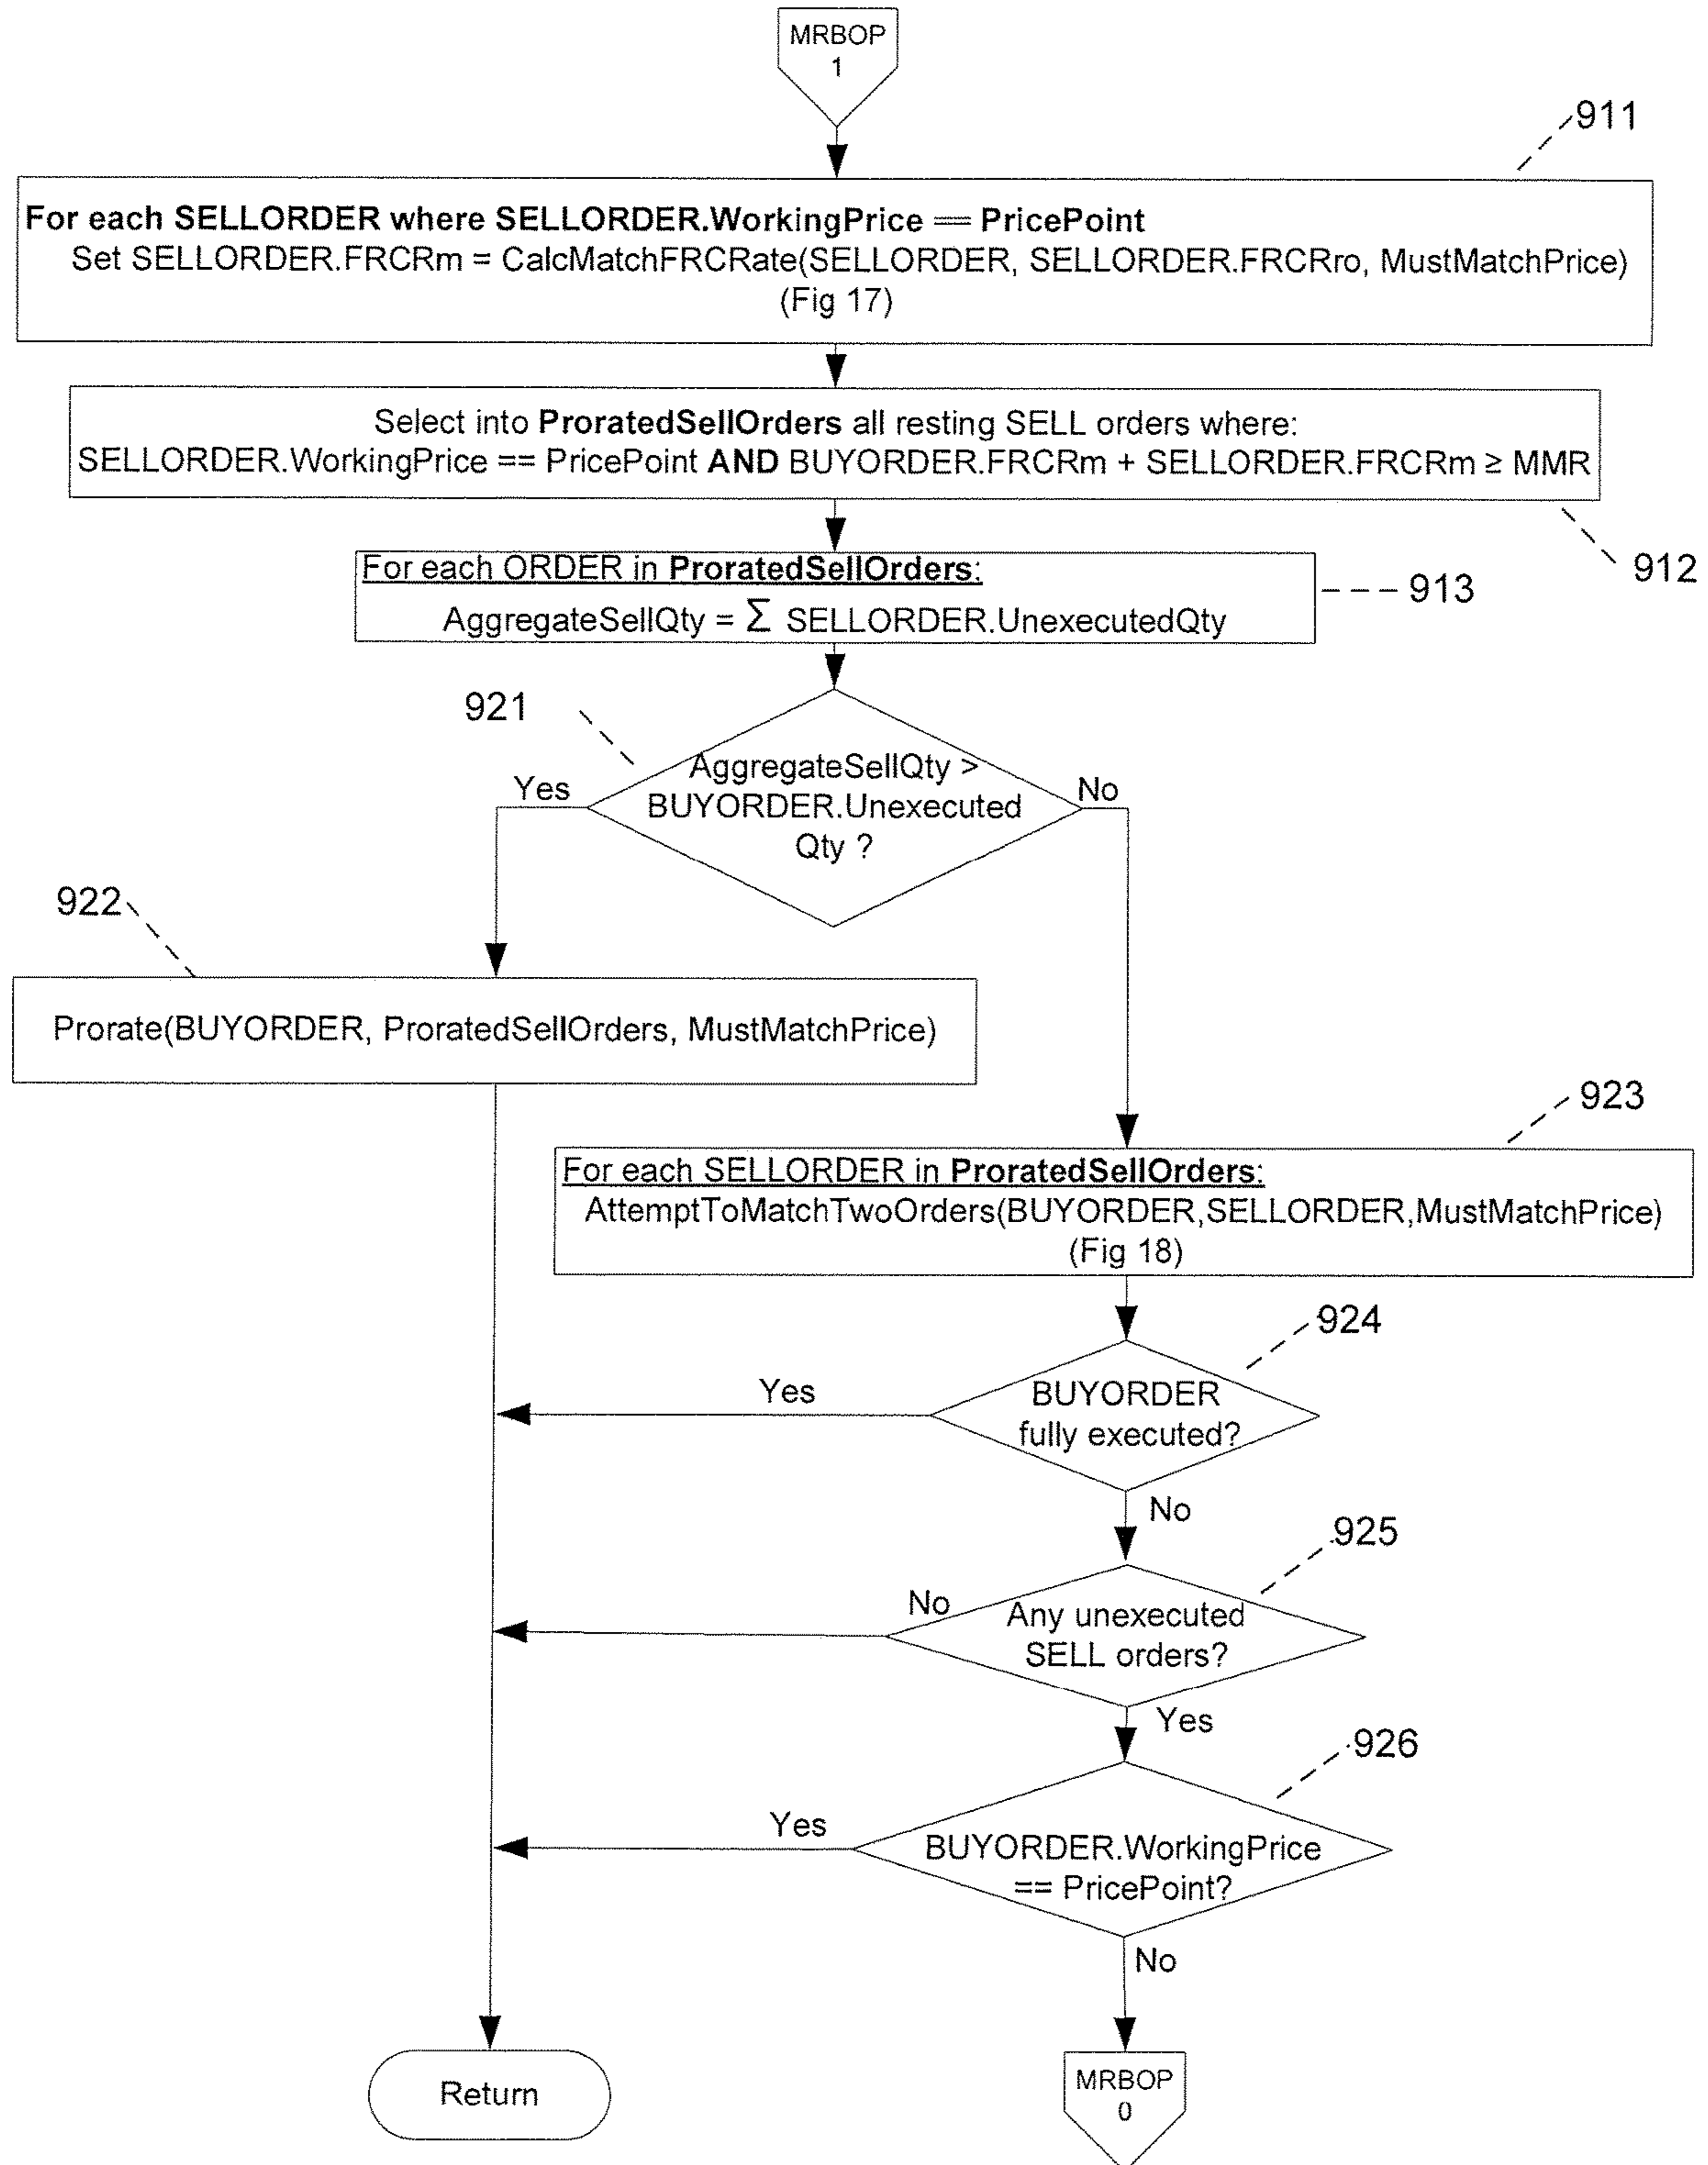 MRBOP
1
911
For each SELLORDER where SELLORDER.WorkingPrice == PricePoint
Set SELLORDER.FRCRm = CalcMatchFRCRate(SELLORDER, SELLORDER.FRCRro, MustMatchPrice)
(Fig 17)
Select into ProratedSellOrders all resting SELL orders where:
SELLORDER.WorkingPrice == PricePoint AND BUYORDER.FRCRm + SELLORDER.FRCRm ≥ MMR
912
For each ORDER in ProratedSellOrders:
AggregateSellQty = Σ SELLORDER.UnexecutedQty
913
921
AggregateSellQty >
BUYORDER.Unexecuted
Qty ?
Yes
No
922
Prorate(BUYORDER, ProratedSellOrders, MustMatchPrice)
923
For each SELLORDER in ProratedSellOrders:
AttemptToMatchTwoOrders(BUYORDER,SELLORDER,MustMatchPrice)
(Fig 18)
924
BUYORDER
fully executed?
Yes
No
925
Any unexecuted
SELL orders?
No
Yes
926
BUYORDER.WorkingPrice
== PricePoint?
Yes
No
Return
MRBOP
0